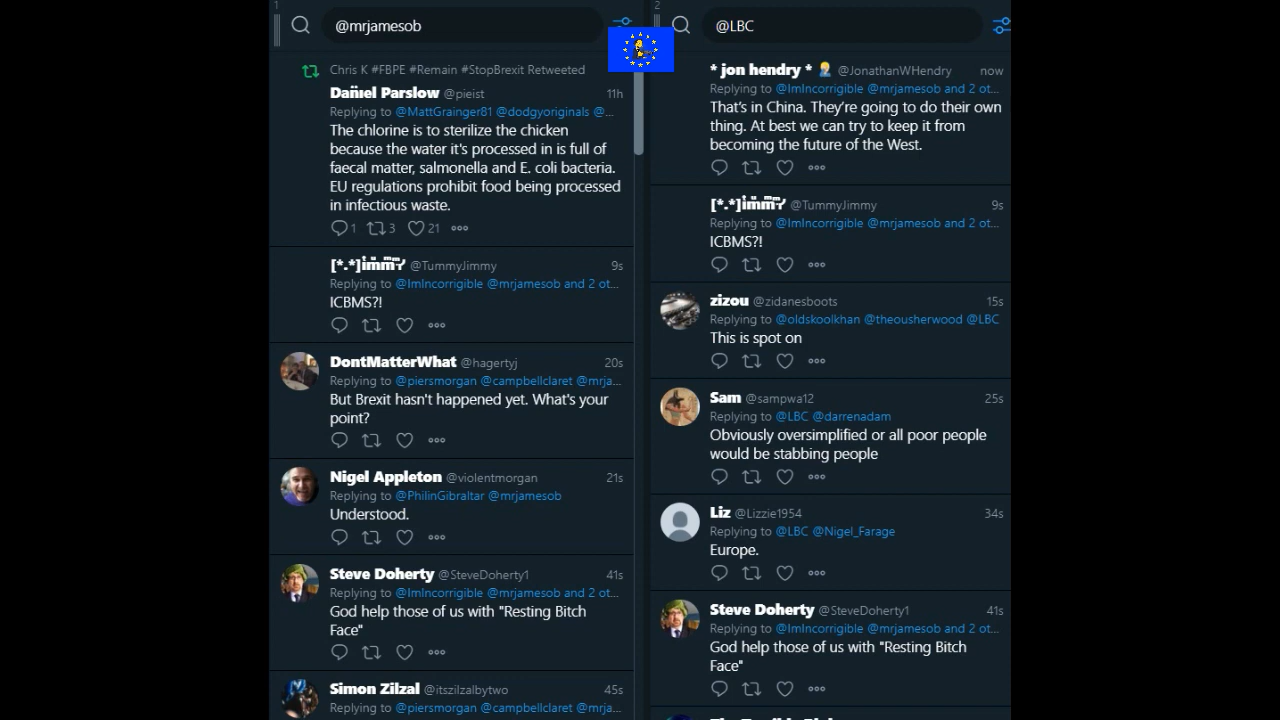 1
@mrjamesob
Chris K #FBPE #Remain #StopBrexit Retweeted
Daniel Parslow @pieist 11h
Replying to @MattGrainger81 @dodgyoriginals @...
The chlorine is to sterilize the chicken
because the water it's processed in is full of
faecal matter, salmonella and E. coli bacteria.
EU regulations prohibit food being processed
in infectious waste.
1 3 21
[*.*]immy @TummyJimmy 9s
Replying to @ImIncorrigible @mrjamesob and 2 ot...
ICBMS?!
DontMatterWhat @hagertyj 20s
Replying to @piersmorgan @campbellclaret @mrja...
But Brexit hasn't happened yet. What's your
point?
Nigel Appleton @violentmorgan 21s
Replying to @PhilinGibraltar @mrjamesob
Understood.
Steve Doherty @SteveDoherty1 41s
Replying to @ImIncorrigible @mrjamesob and 2 ot...
God help those of us with "Resting Bitch
Face"
Simon Zilzal @itszilzalbytwo 45s
Replying to @piersmorgan @campbellclaret @mrja...
2
@LBC
* jon hendry * @JonathanWHendry now
Replying to @ImIncorrigible @mrjamesob and 2 ot...
That's in China. They're going to do their own
thing. At best we can try to keep it from
becoming the future of the West.
[*.*]immy @TummyJimmy 9s
Replying to @ImIncorrigible @mrjamesob and 2 ot...
ICBMS?!
zizou @zidanesboots 15s
Replying to @oldskoolkhan @theousherwood @LBC
This is spot on
Sam @sampwa12 25s
Replying to @LBC @darrenadam
Obviously oversimplified or all poor people
would be stabbing people
Liz @Lizzie1954 34s
Replying to @LBC @Nigel_Farage
Europe.
Steve Doherty @SteveDoherty1 41s
Replying to @ImIncorrigible @mrjamesob and 2 ot...
God help those of us with "Resting Bitch
Face"